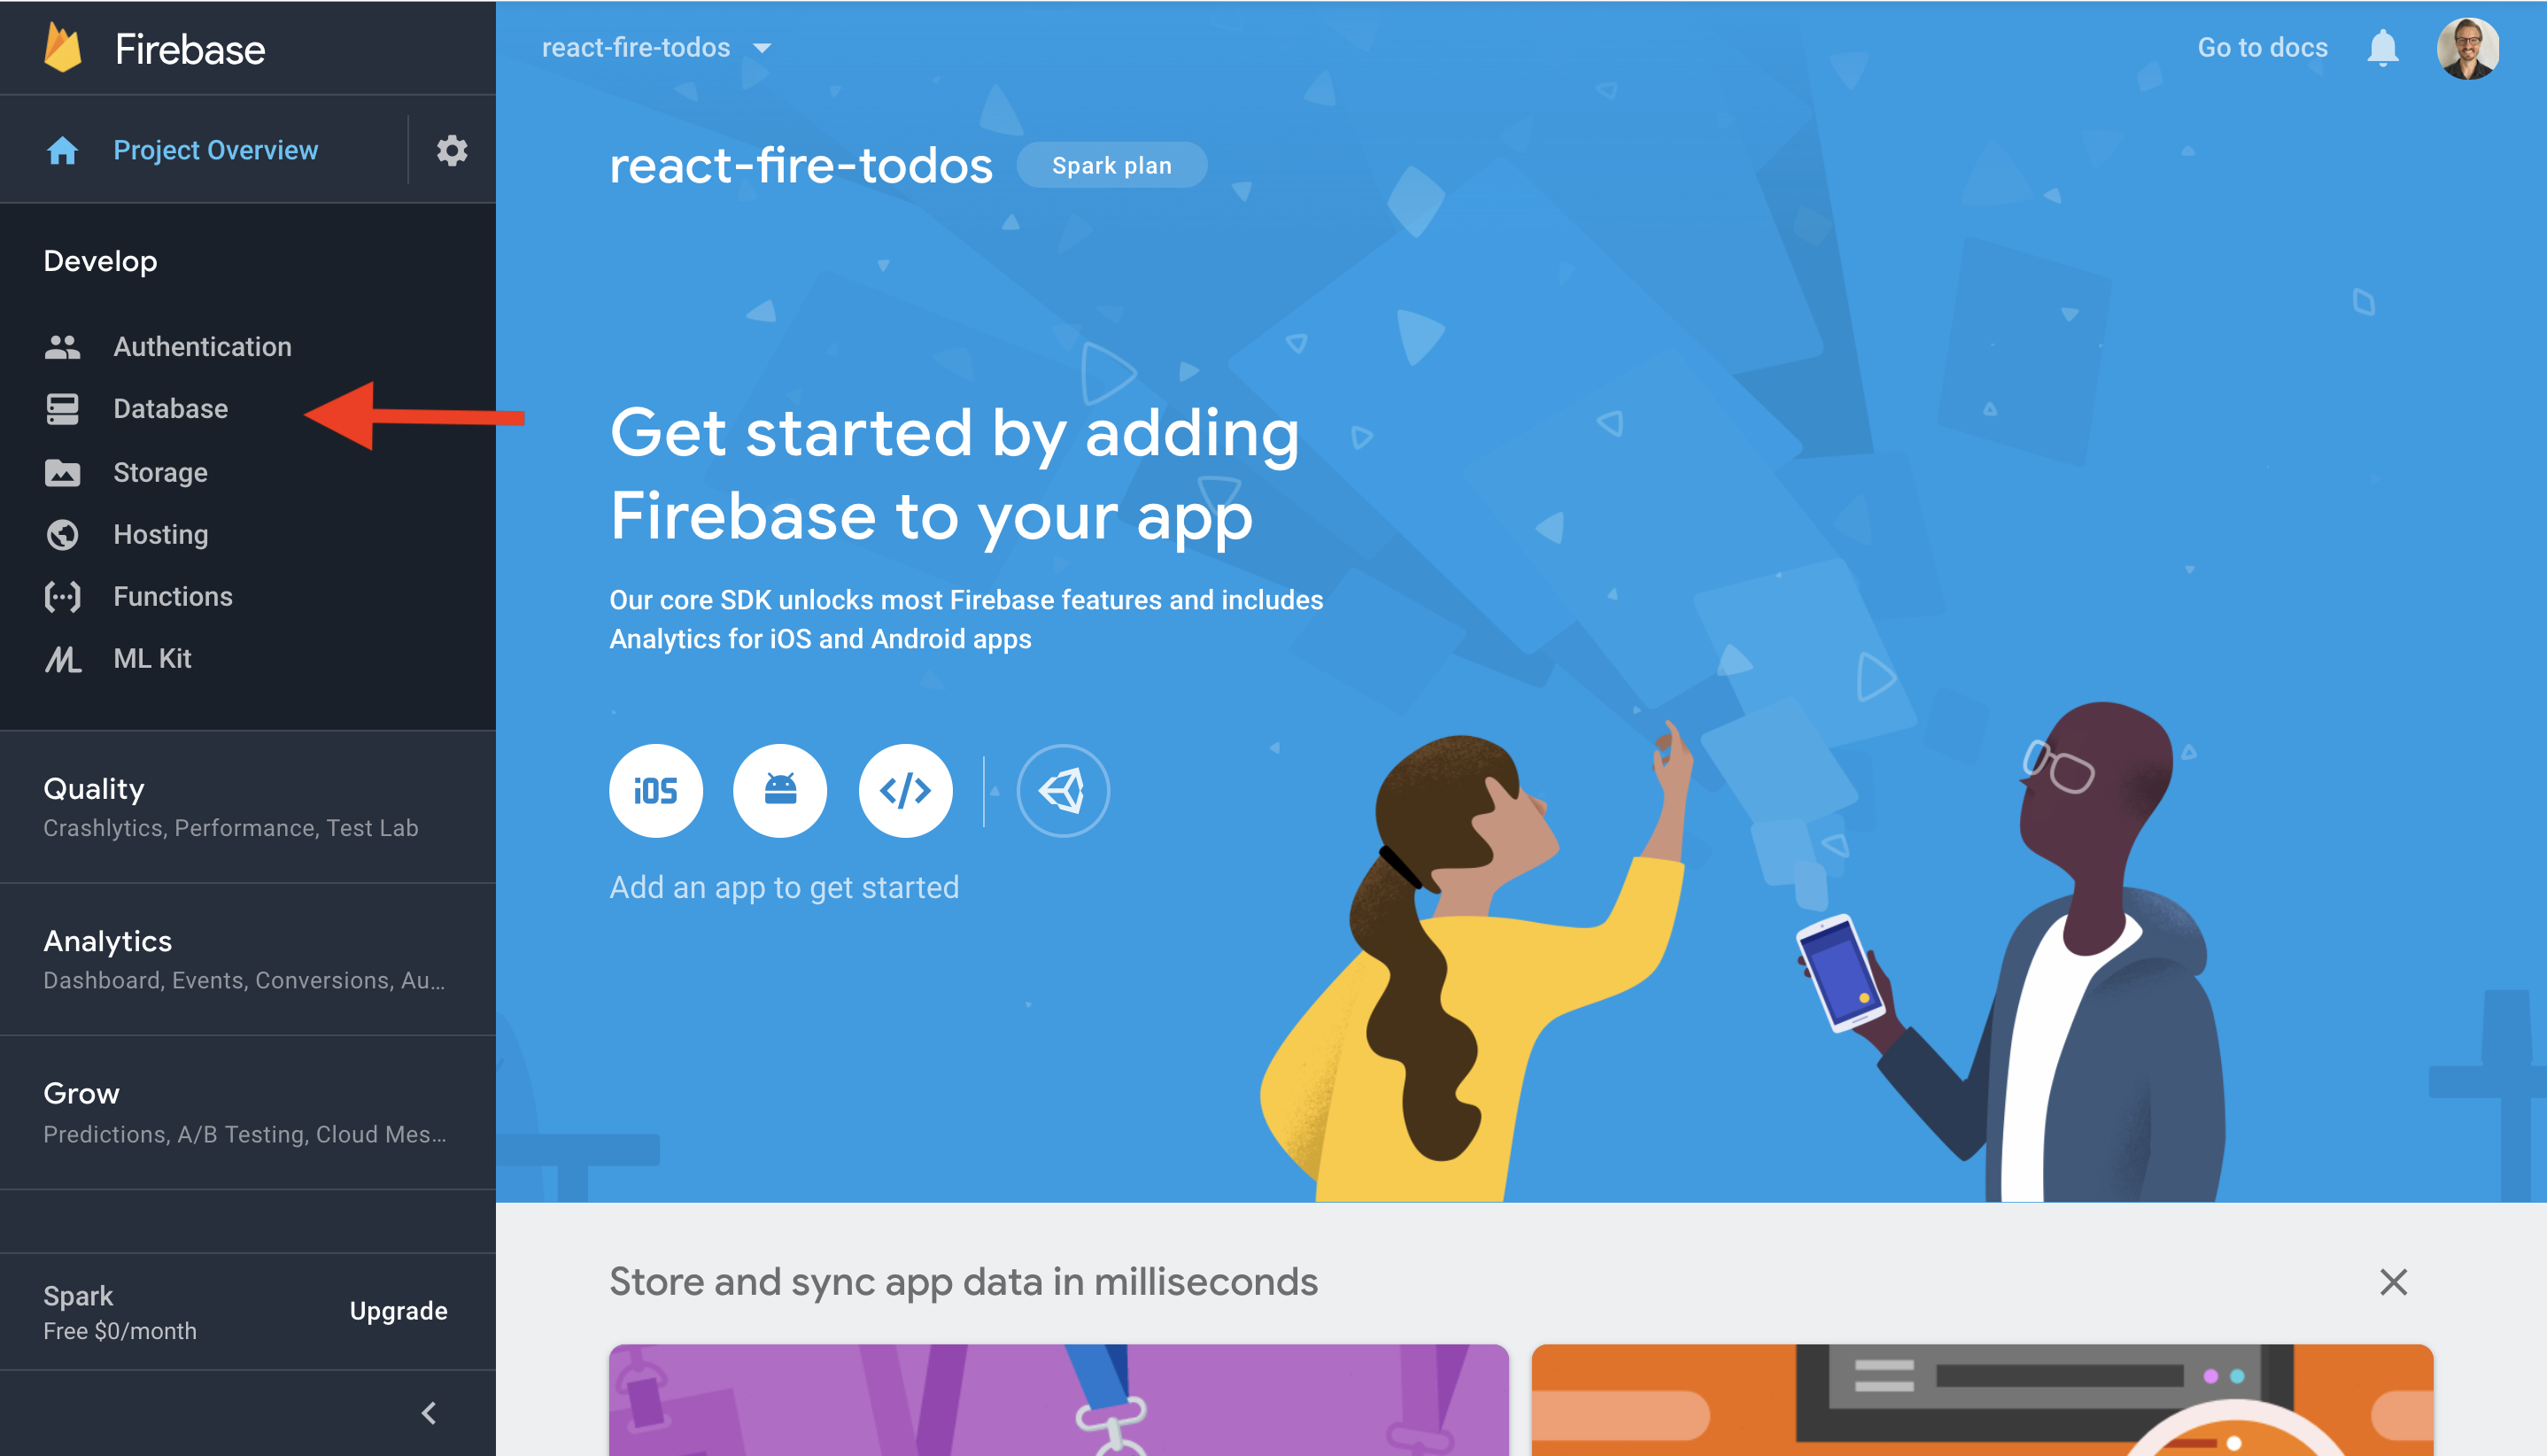 Firebase
Project Overview
Develop
Authentication
Database
Storage
Hosting
Functions
ML Kit
Quality
Crashlytics, Performance, Test Lab
Analytics
Dashboard, Events, Conversions, Au...
Grow
Predictions, A/B Testing, Cloud Mes...
Spark
Free $0/month
Upgrade
react-fire-todos
Go to docs
react-fire-todos
Spark plan
Get started by adding
Firebase to your app
Our core SDK unlocks most Firebase features and includes
Analytics for iOS and Android apps
iOS
Add an app to get started
Store and sync app data in milliseconds